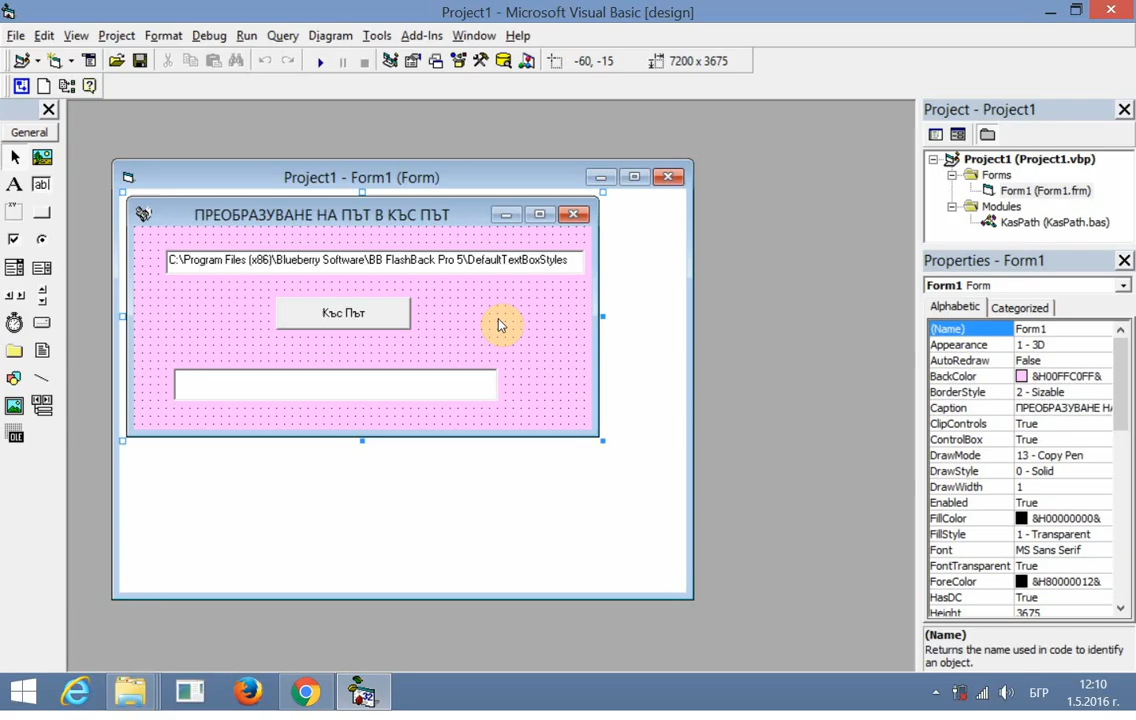 Project1 - Microsoft Visual Basic [design]
File Edit View Project Format Debug Run Query Diagram Tools Add-Ins Window Help
-60, -15 7200 x 3675
General
Project1 - Form1 (Form)
ПРЕОБРАЗУВАНЕ НА ПЪТ В КЪС ПЪТ
C:\Program Files (x86)\Blueberry Software\BB FlashBack Pro 5\DefaultTextBoxStyles
Къс Път
Project - Project1
Project1 (Project1.vbp)
Forms
Form1 (Form1.frm)
Modules
KasPath (KasPath.bas)
Properties - Form1
Form1 Form
Alphabetic Categorized
(Name) Form1
Appearance 1 - 3D
AutoRedraw False
BackColor &H00FFC0FF&
BorderStyle 2 - Sizable
Caption ПРЕОБРАЗУВАНЕ НА
ClipControls True
ControlBox True
DrawMode 13 - Copy Pen
DrawStyle 0 - Solid
DrawWidth 1
Enabled True
FillColor &H00000000&
FillStyle 1 - Transparent
Font MS Sans Serif
FontTransparent True
ForeColor &H80000012&
HasDC True
Height 3675
(Name)
Returns the name used in code to identify
an object.
БГР
12:10
1.5.2016 г.